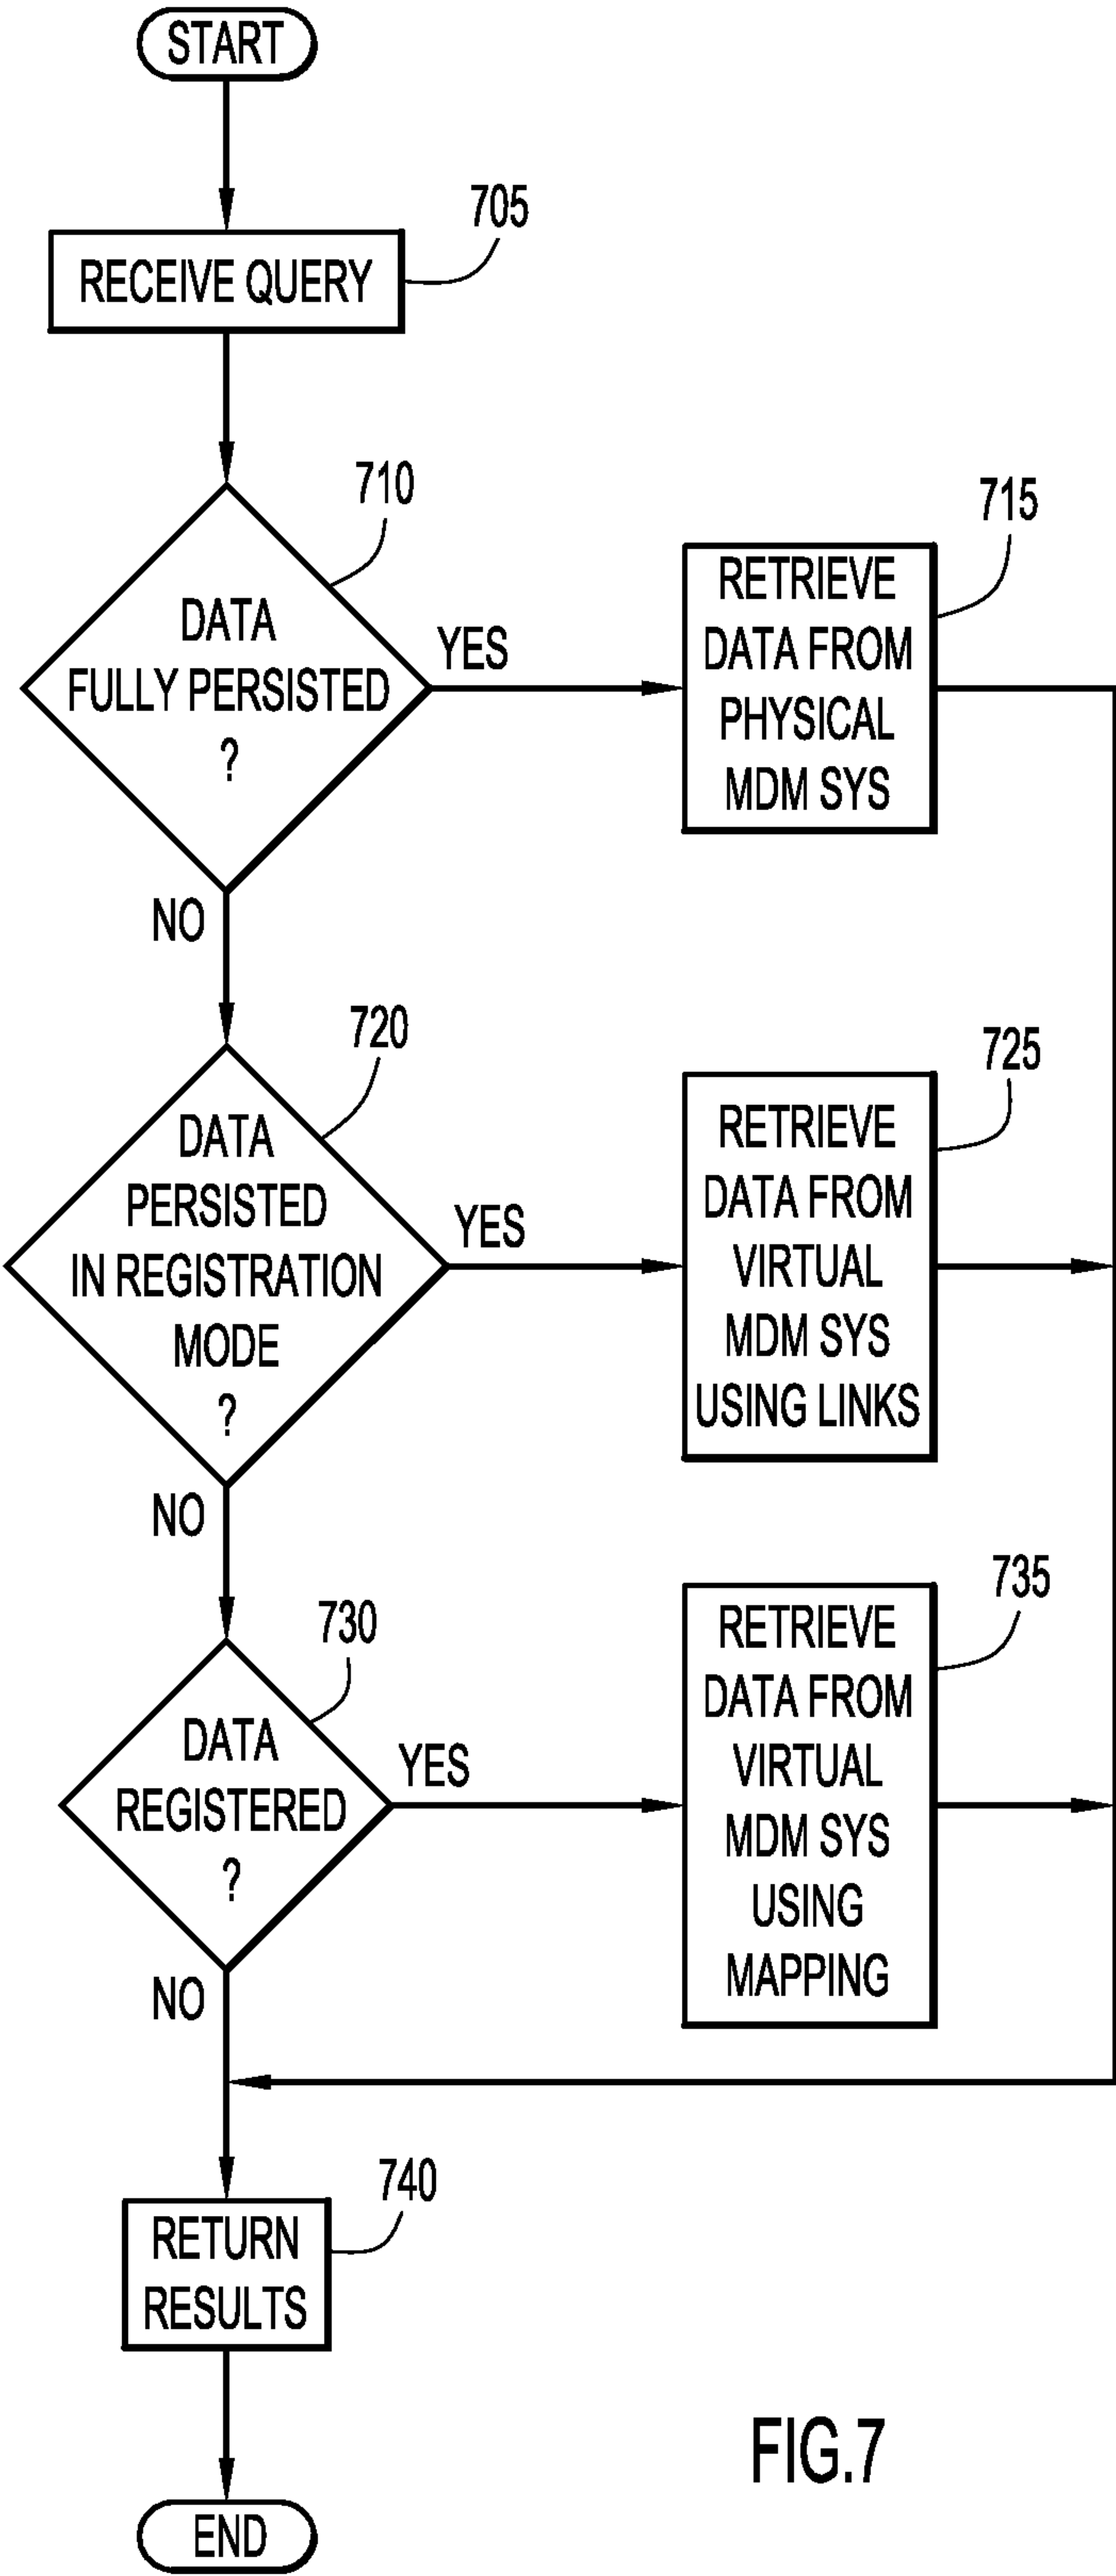 START
705
RECEIVE QUERY
710
DATA
FULLY PERSISTED
?
YES
715
RETRIEVE
DATA FROM
PHYSICAL
MDM SYS
NO
720
DATA
PERSISTED
IN REGISTRATION
MODE
?
YES
725
RETRIEVE
DATA FROM
VIRTUAL
MDM SYS
USING LINKS
NO
730
DATA
REGISTERED
?
YES
735
RETRIEVE
DATA FROM
VIRTUAL
MDM SYS
USING
MAPPING
NO
740
RETURN
RESULTS
END
FIG.7